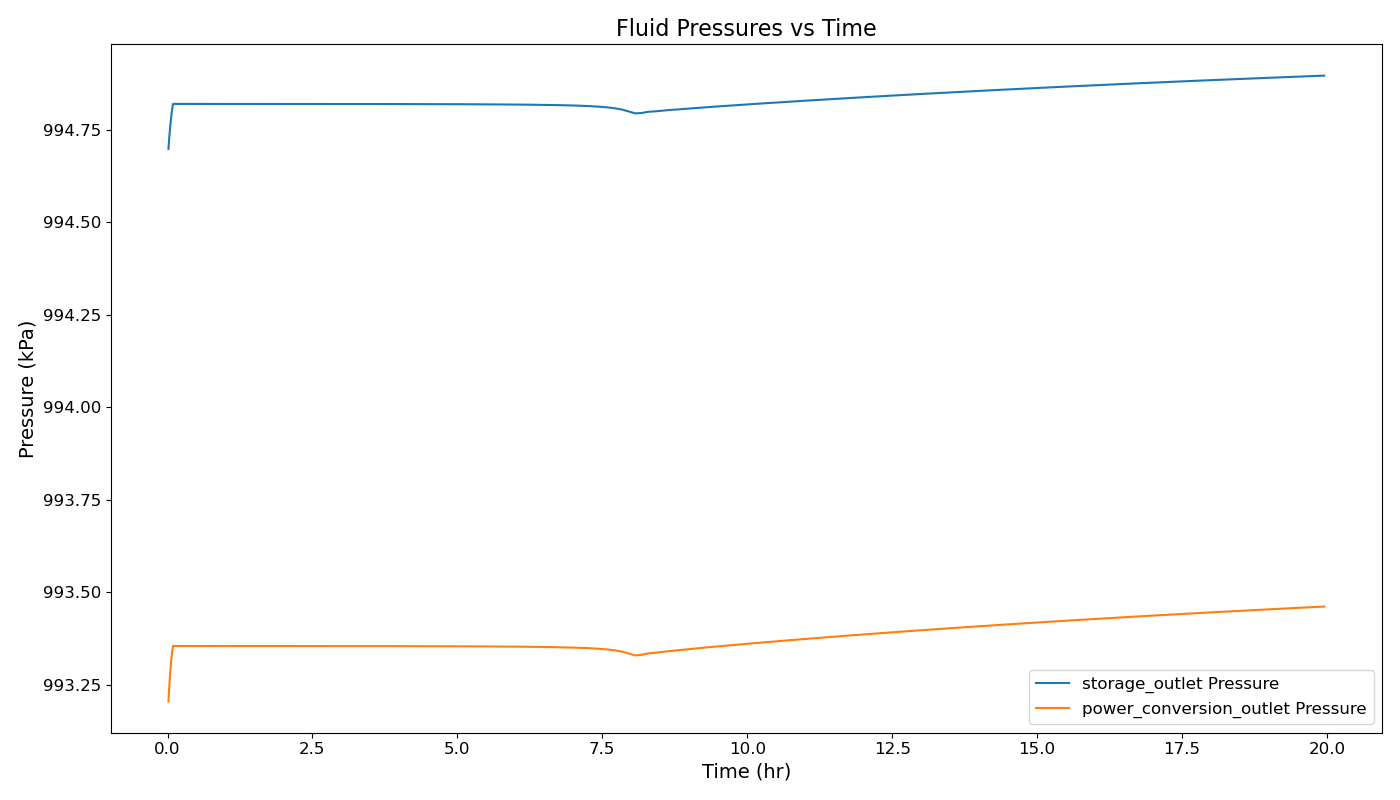 Fluid Pressures vs Time
Pressure (kPa)
994.75
994.50
994.25
994.00
993.75
993.50
993.25
storage_outlet Pressure
power_conversion_outlet Pressure
0.0 2.5 5.0 7.5 10.0 12.5 15.0 17.5 20.0
Time (hr)